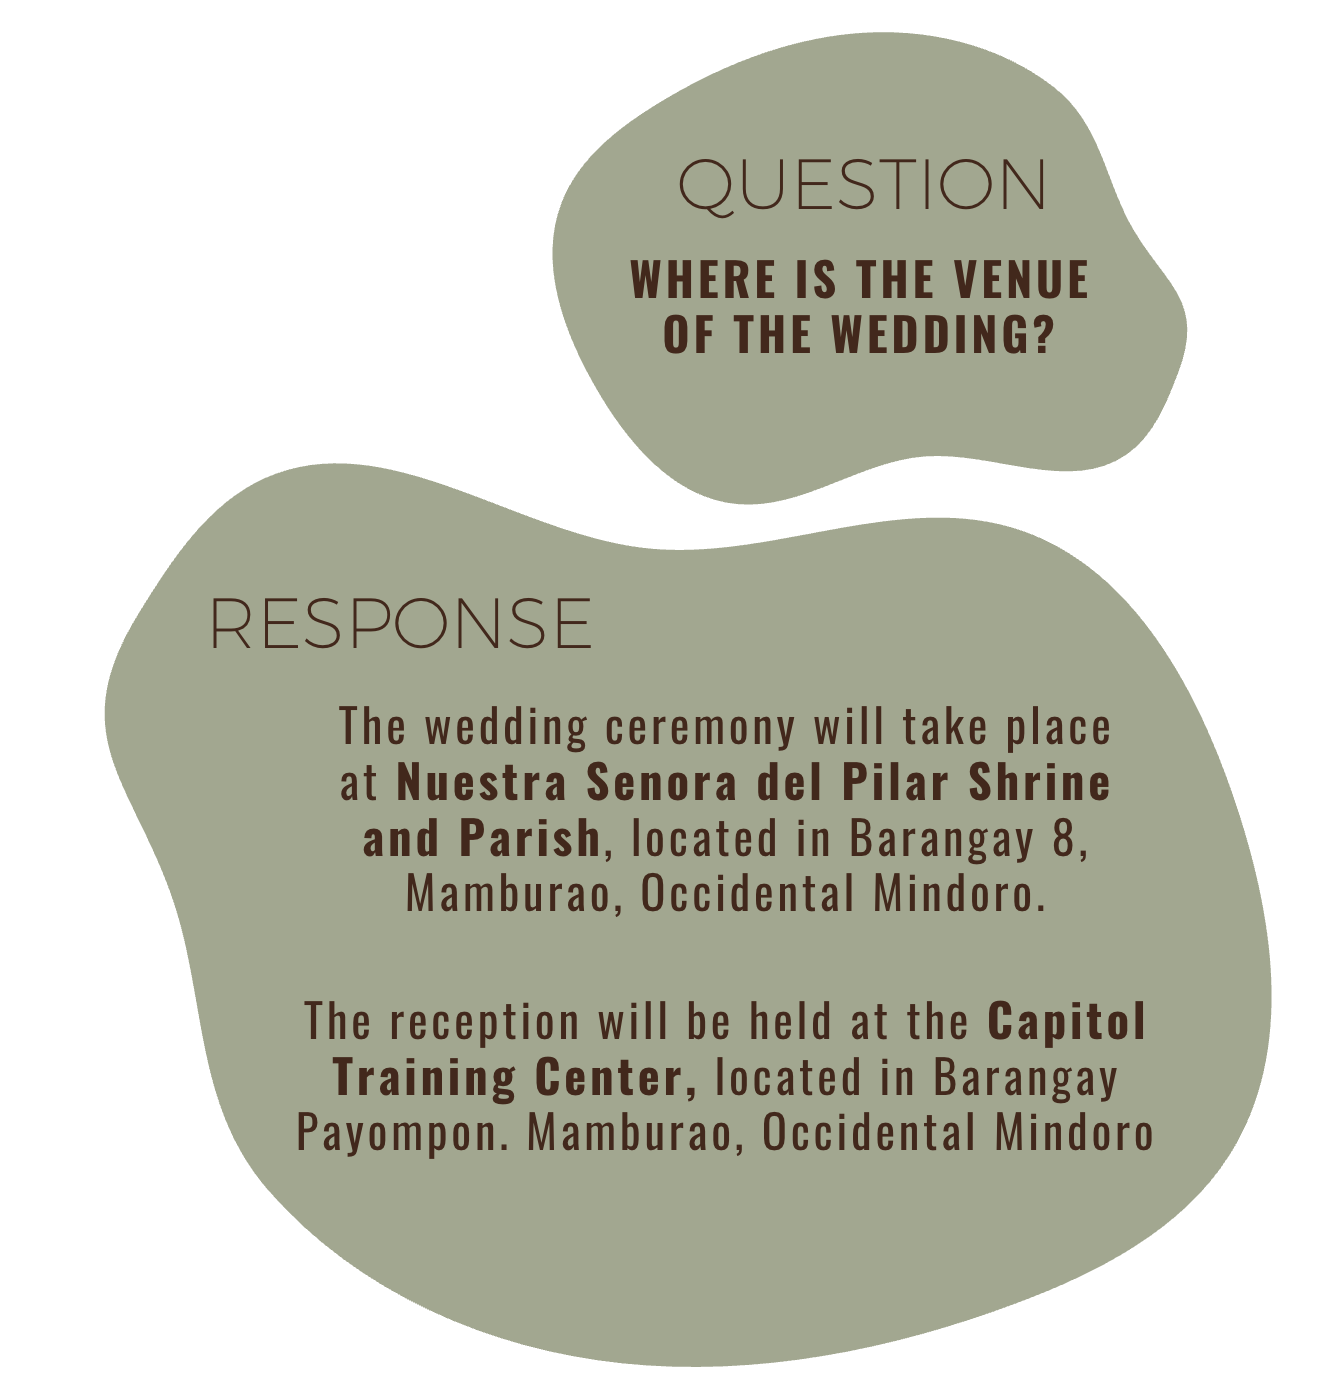 QUESTION
WHERE IS THE VENUE
OF THE WEDDING?
RESPONSE
The wedding ceremony will take place
at Nuestra Senora del Pilar Shrine
and Parish, located in Barangay 8,
Mamburao, Occidental Mindoro.
The reception will be held at the Capitol
Training Center, located in Barangay
Payompon. Mamburao, Occidental Mindoro